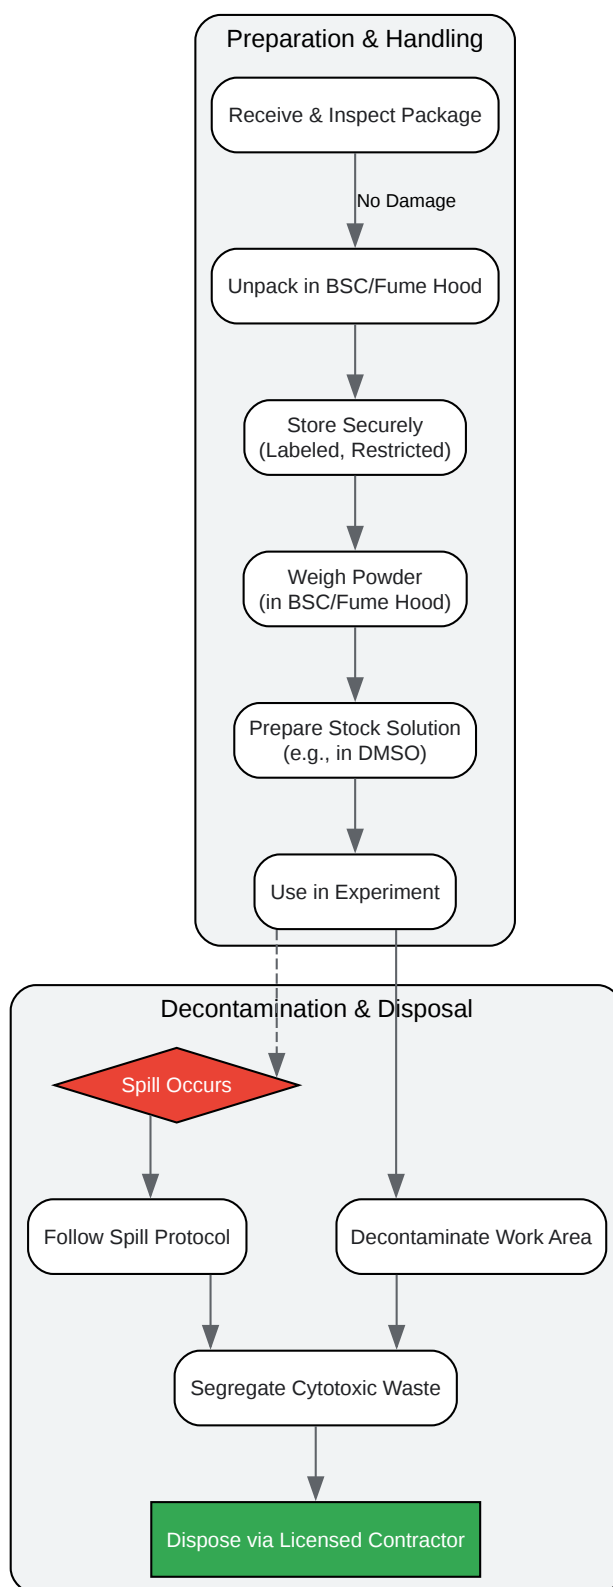 Preparation & Handling
Receive & Inspect Package
No Damage
Unpack in BSC/Fume Hood
Store Securely
(Labeled, Restricted)
Weigh Powder
(in BSC/Fume Hood)
Prepare Stock Solution
(e.g., in DMSO)
Use in Experiment
Decontamination & Disposal
Spill Occurs
Follow Spill Protocol
Decontaminate Work Area
Segregate Cytotoxic Waste
Dispose via Licensed Contractor